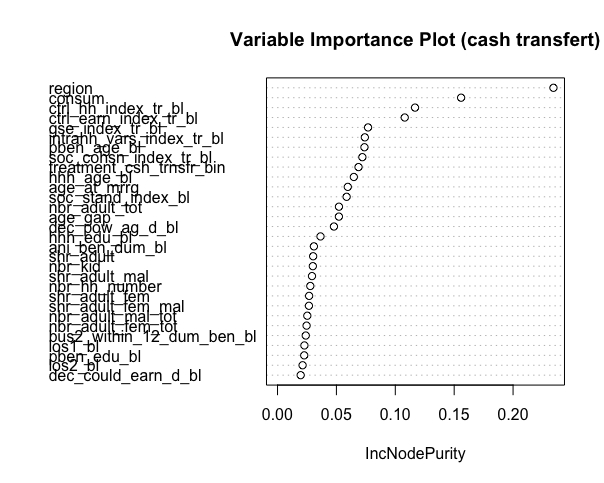 Variable Importance Plot (cash transfert)
region
consum
ctrl_hh_index_tr_bl
ctrl_earn_index_tr_bl
gse_index_tr_bl
intrahh_vars_index_tr_bl
pben_age_bl
soc_cohsn_index_tr_bl
treatment_csh_trnsfr_bin
hhh_age_bl
age_at_mrrg
soc_stand_index_bl
nbr_adult_tot
age_gap
dec_pow_ag_d_bl
hhh_edu_bl
ani_ben_dum_bl
shr_adult
nbr_kid
shr_adult_mal
nbr_hh_number
shr_adult_fem
shr_adult_fem_mal
nbr_adult_mal_tot
nbr_adult_fem_tot
bus2_within_12_dum_ben_bl
los1_bl
pben_edu_bl
los2_bl
dec_could_earn_d_bl
0.00 0.05 0.10 0.15 0.20
IncNodePurity